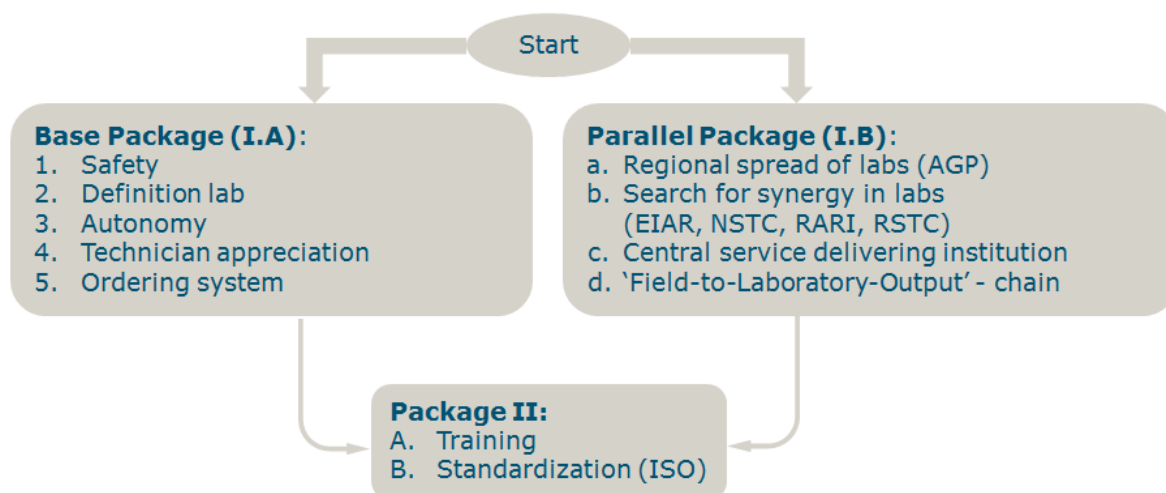 Start
Base Package (I.A):
1. Safety
2. Definition lab
3. Autonomy
4. Technician appreciation
5. Ordering system
Parallel Package (I.B):
a. Regional spread of labs (AGP)
b. Search for synergy in labs
(EIAR, NSTC, RARI, RSTC)
c. Central service delivering institution
d. ‘Field-to-Laboratory-Output’ - chain
Package II:
A. Training
B. Standardization (ISO)